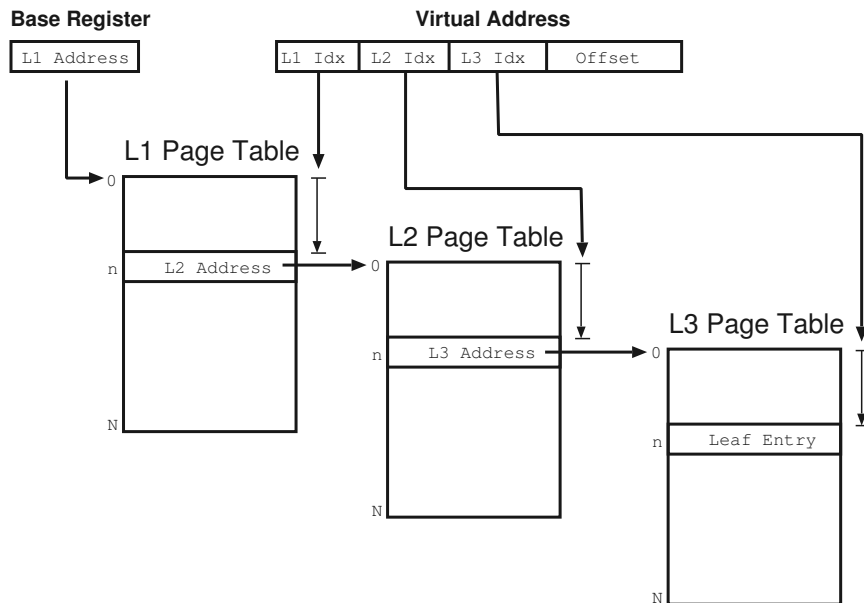 Base Register
Virtual Address
L1 Address
L1 Idx L2 Idx L3 Idx Offset
L1 Page Table
0
L2 Page Table
n L2 Address
0
L3 Page Table
n L3 Address
0
N
n Leaf Entry
N
N